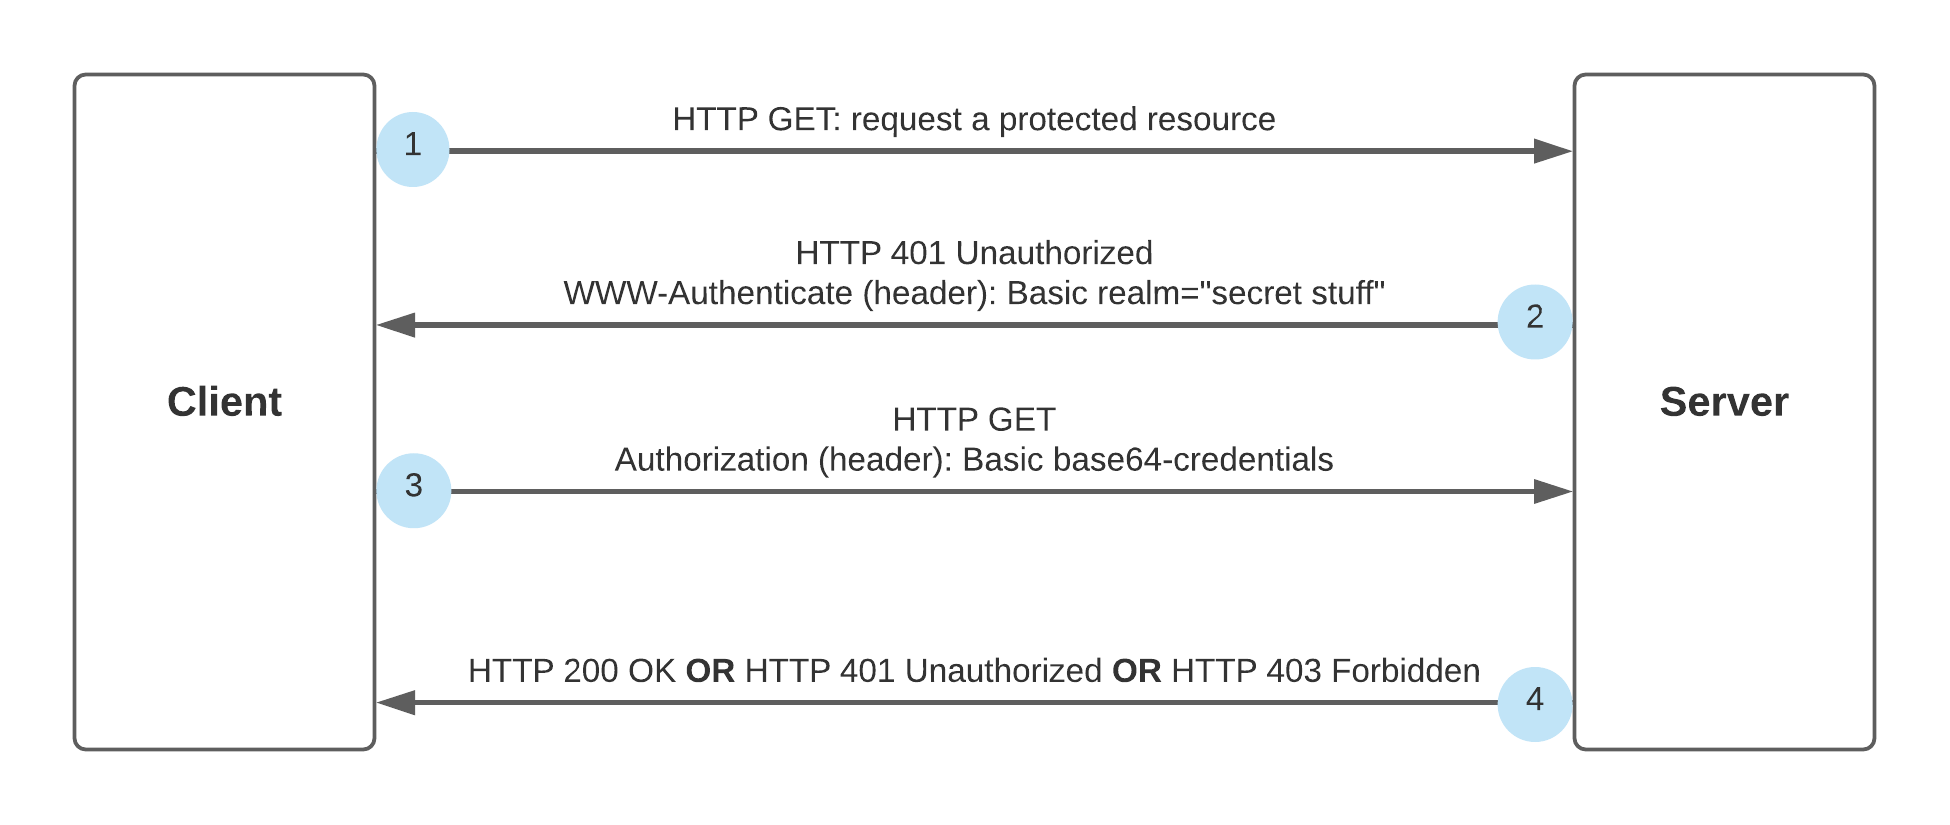 HTTP GET: request a protected resource
1
HTTP 401 Unauthorized
WWW-Authenticate (header): Basic realm="secret stuff"
2
Client
Server
HTTP GET
Authorization (header): Basic base64-credentials
3
HTTP 200 OK OR HTTP 401 Unauthorized OR HTTP 403 Forbidden
4